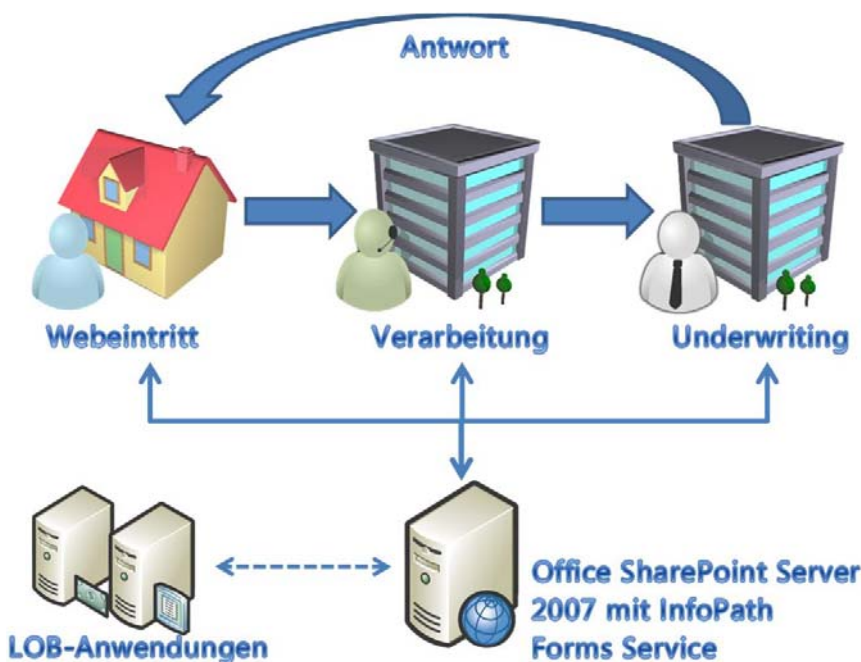 Antwort
Webeintritt
Verarbeitung
Underwriting
LOB-Anwendungen
Office SharePoint Server
2007 mit InfoPath
Forms Service